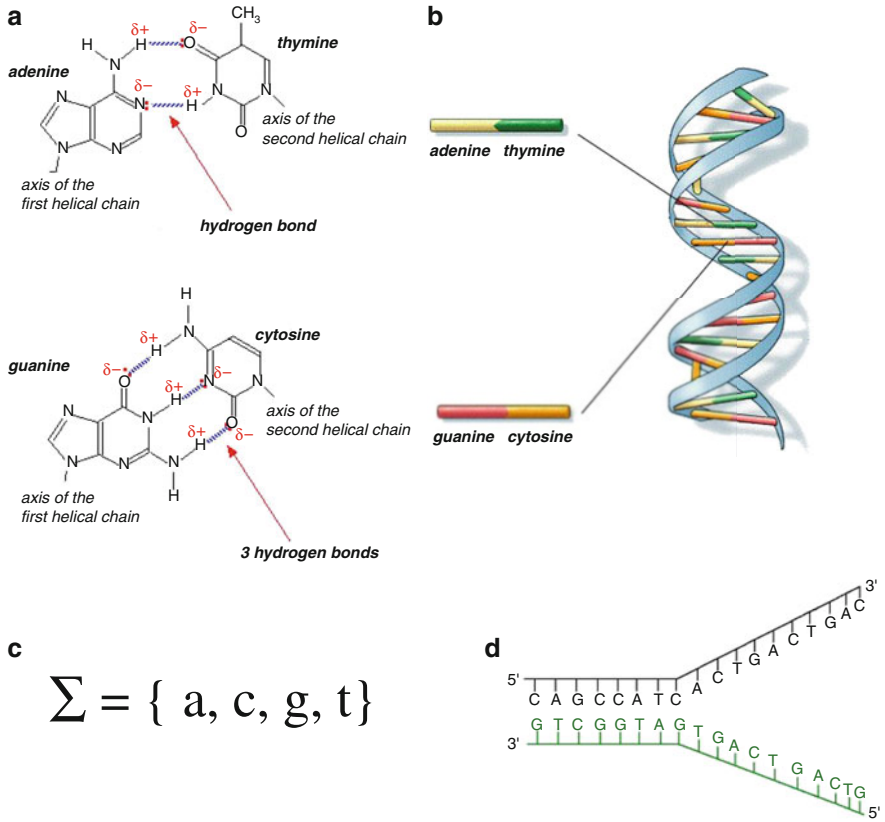 a
δ+
δ−
CH₃
thymine
H
H
O
adenine
N
δ−
δ+
N
N
H
N
N
axis of the
second helical chain
O
N
N
axis of the
first helical chain
hydrogen bond
H
cytosine
N
δ+
H
guanine
δ−
O
δ+
N
δ−
N
H
N
axis of the
second helical chain
N
δ+
O
δ−
H
N
N
N
H
axis of the
first helical chain
3 hydrogen bonds
b
adenine thymine
guanine cytosine
c
Σ = { a, c, g, t}
d
5' C A G C C A T C A C T G A C T G A C 3'
3' G T C G G T A G T G A C T G A C T G 5'